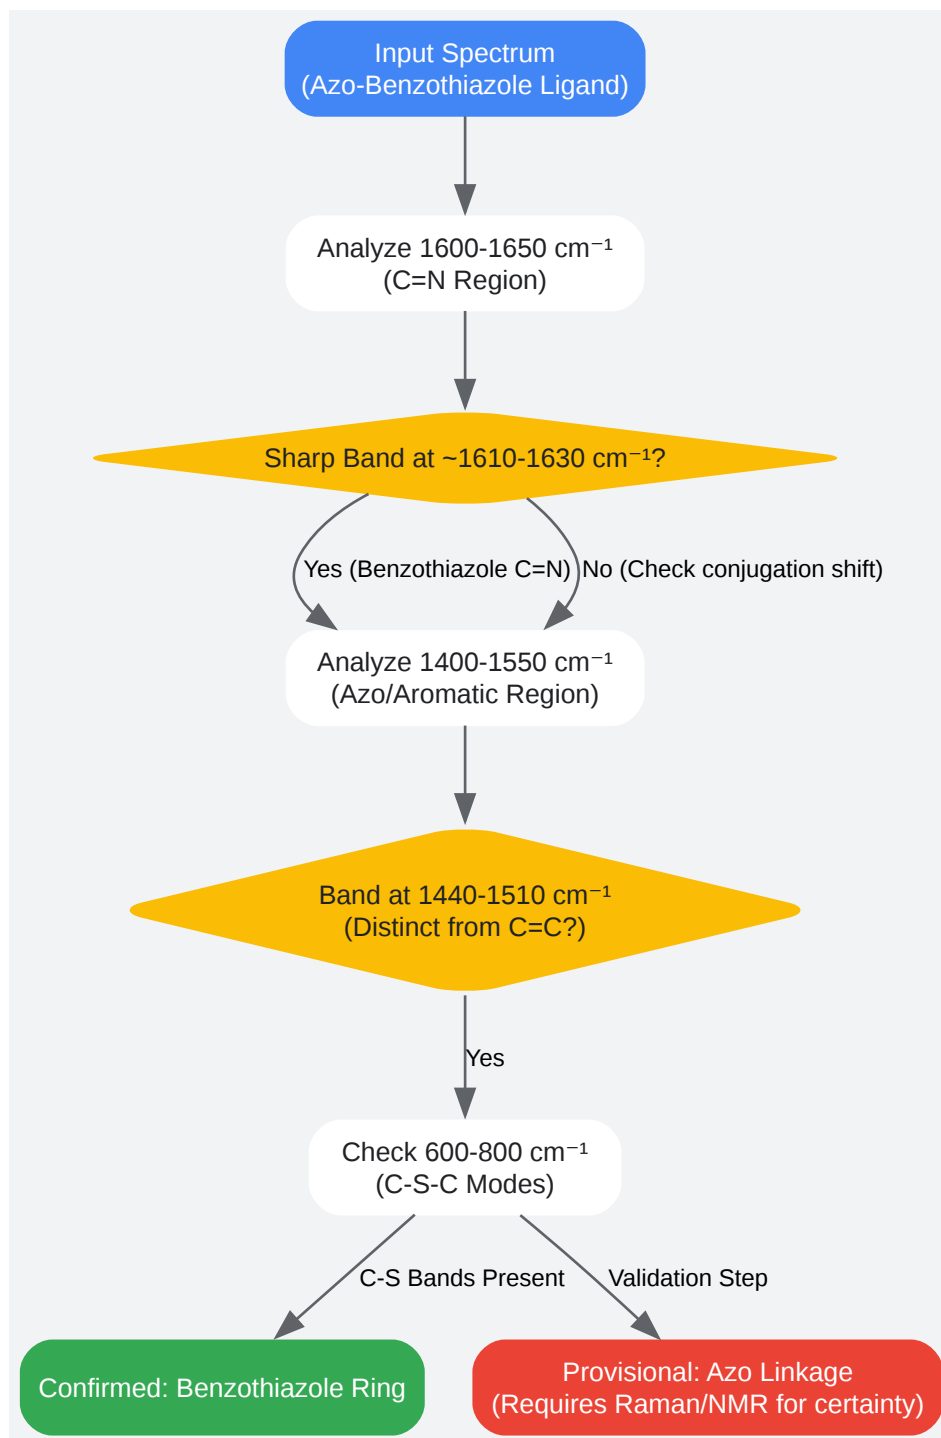 Input Spectrum
(Azo-Benzothiazole Ligand)
Analyze 1600-1650 cm⁻¹
(C=N Region)
Sharp Band at ~1610-1630 cm⁻¹?
Yes (Benzothiazole C=N)
No (Check conjugation shift)
Analyze 1400-1550 cm⁻¹
(Azo/Aromatic Region)
Band at 1440-1510 cm⁻¹
(Distinct from C=C?)
Yes
Check 600-800 cm⁻¹
(C-S-C Modes)
C-S Bands Present
Validation Step
Confirmed: Benzothiazole Ring
Provisional: Azo Linkage
(Requires Raman/NMR for certainty)